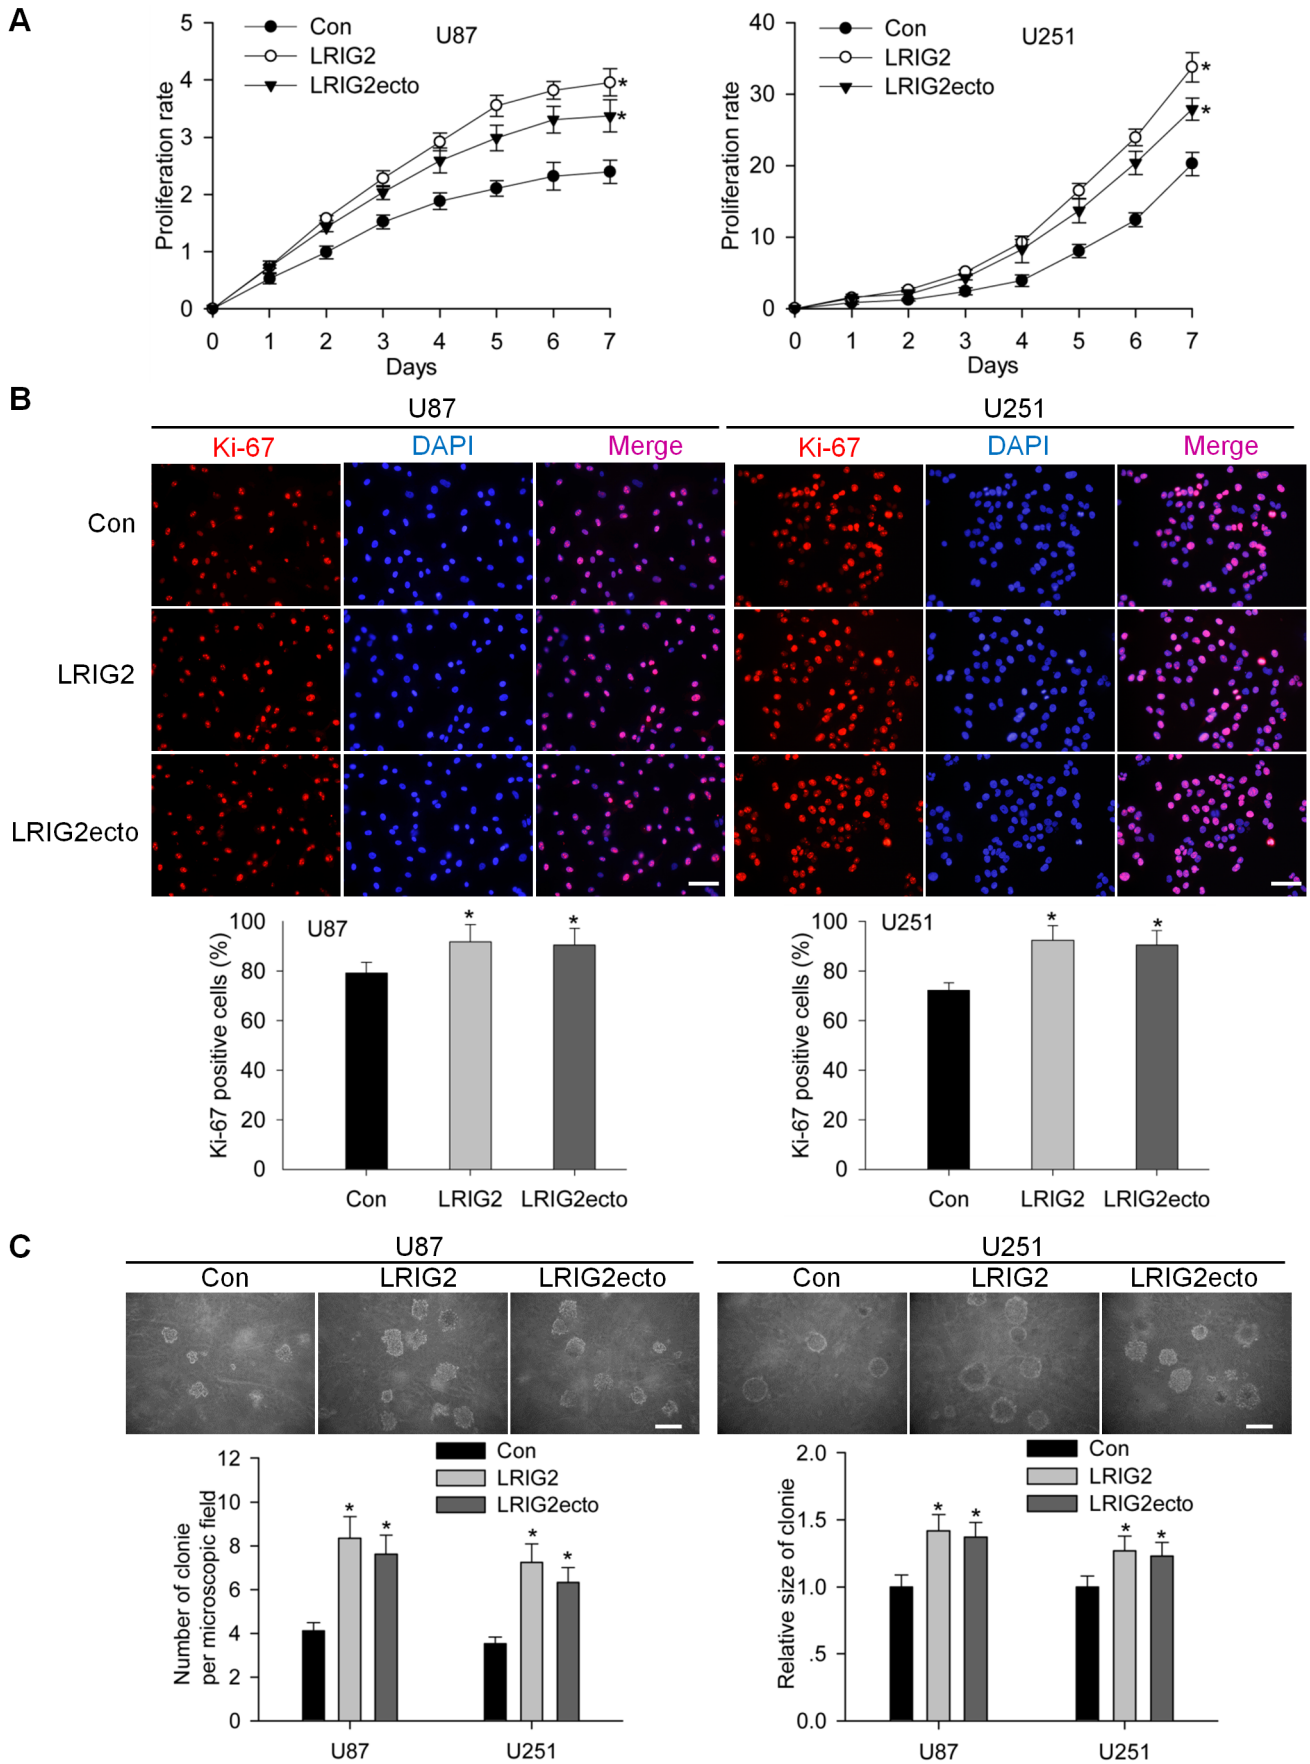 A
U87
Con
LRIG2
LRIG2ecto
Proliferation rate
5
4
3
2
1
0
0 1 2 3 4 5 6 7
Days
*
*
U251
Con
LRIG2
LRIG2ecto
Proliferation rate
40
30
20
10
0
0 1 2 3 4 5 6 7
Days
*
*
B
U87 U251
Ki-67 DAPI Merge Ki-67 DAPI Merge
Con
LRIG2
LRIG2ecto
U87
Ki-67 positive cells (%)
100
80
60
40
20
0
* *
Con LRIG2 LRIG2ecto
U251
Ki-67 positive cells (%)
100
80
60
40
20
0
* *
Con LRIG2 LRIG2ecto
C
U87 U251
Con LRIG2 LRIG2ecto Con LRIG2 LRIG2ecto
Con
LRIG2
LRIG2ecto
Number of clonie
per microscopic field
12
10
8
6
4
2
0
* * * *
U87 U251
Con
LRIG2
LRIG2ecto
Relative size of clonie
2.0
1.5
1.0
.5
0.0
* * * *
U87 U251